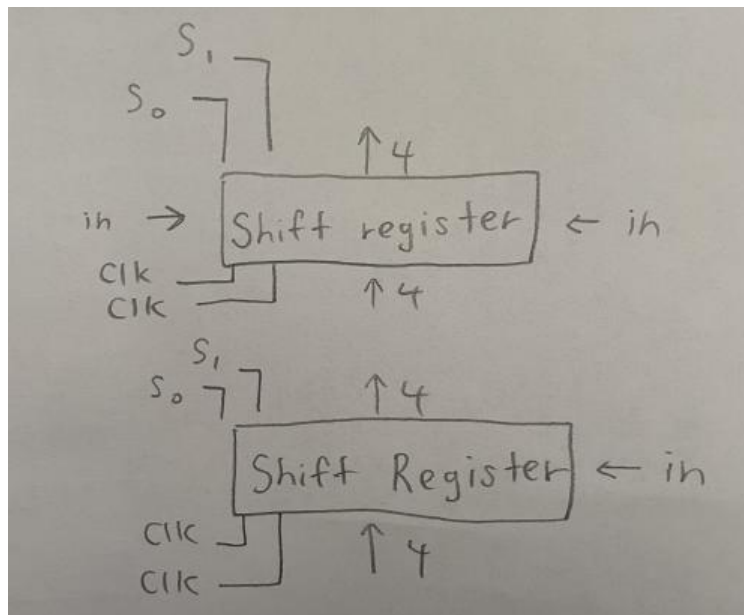 S₁
S₀
↑ 4
in → Shift register ← in
Clk
Clk
↑ 4
S₁
S₀
↑ 4
Shift Register ← in
Clk
Clk
↑ 4